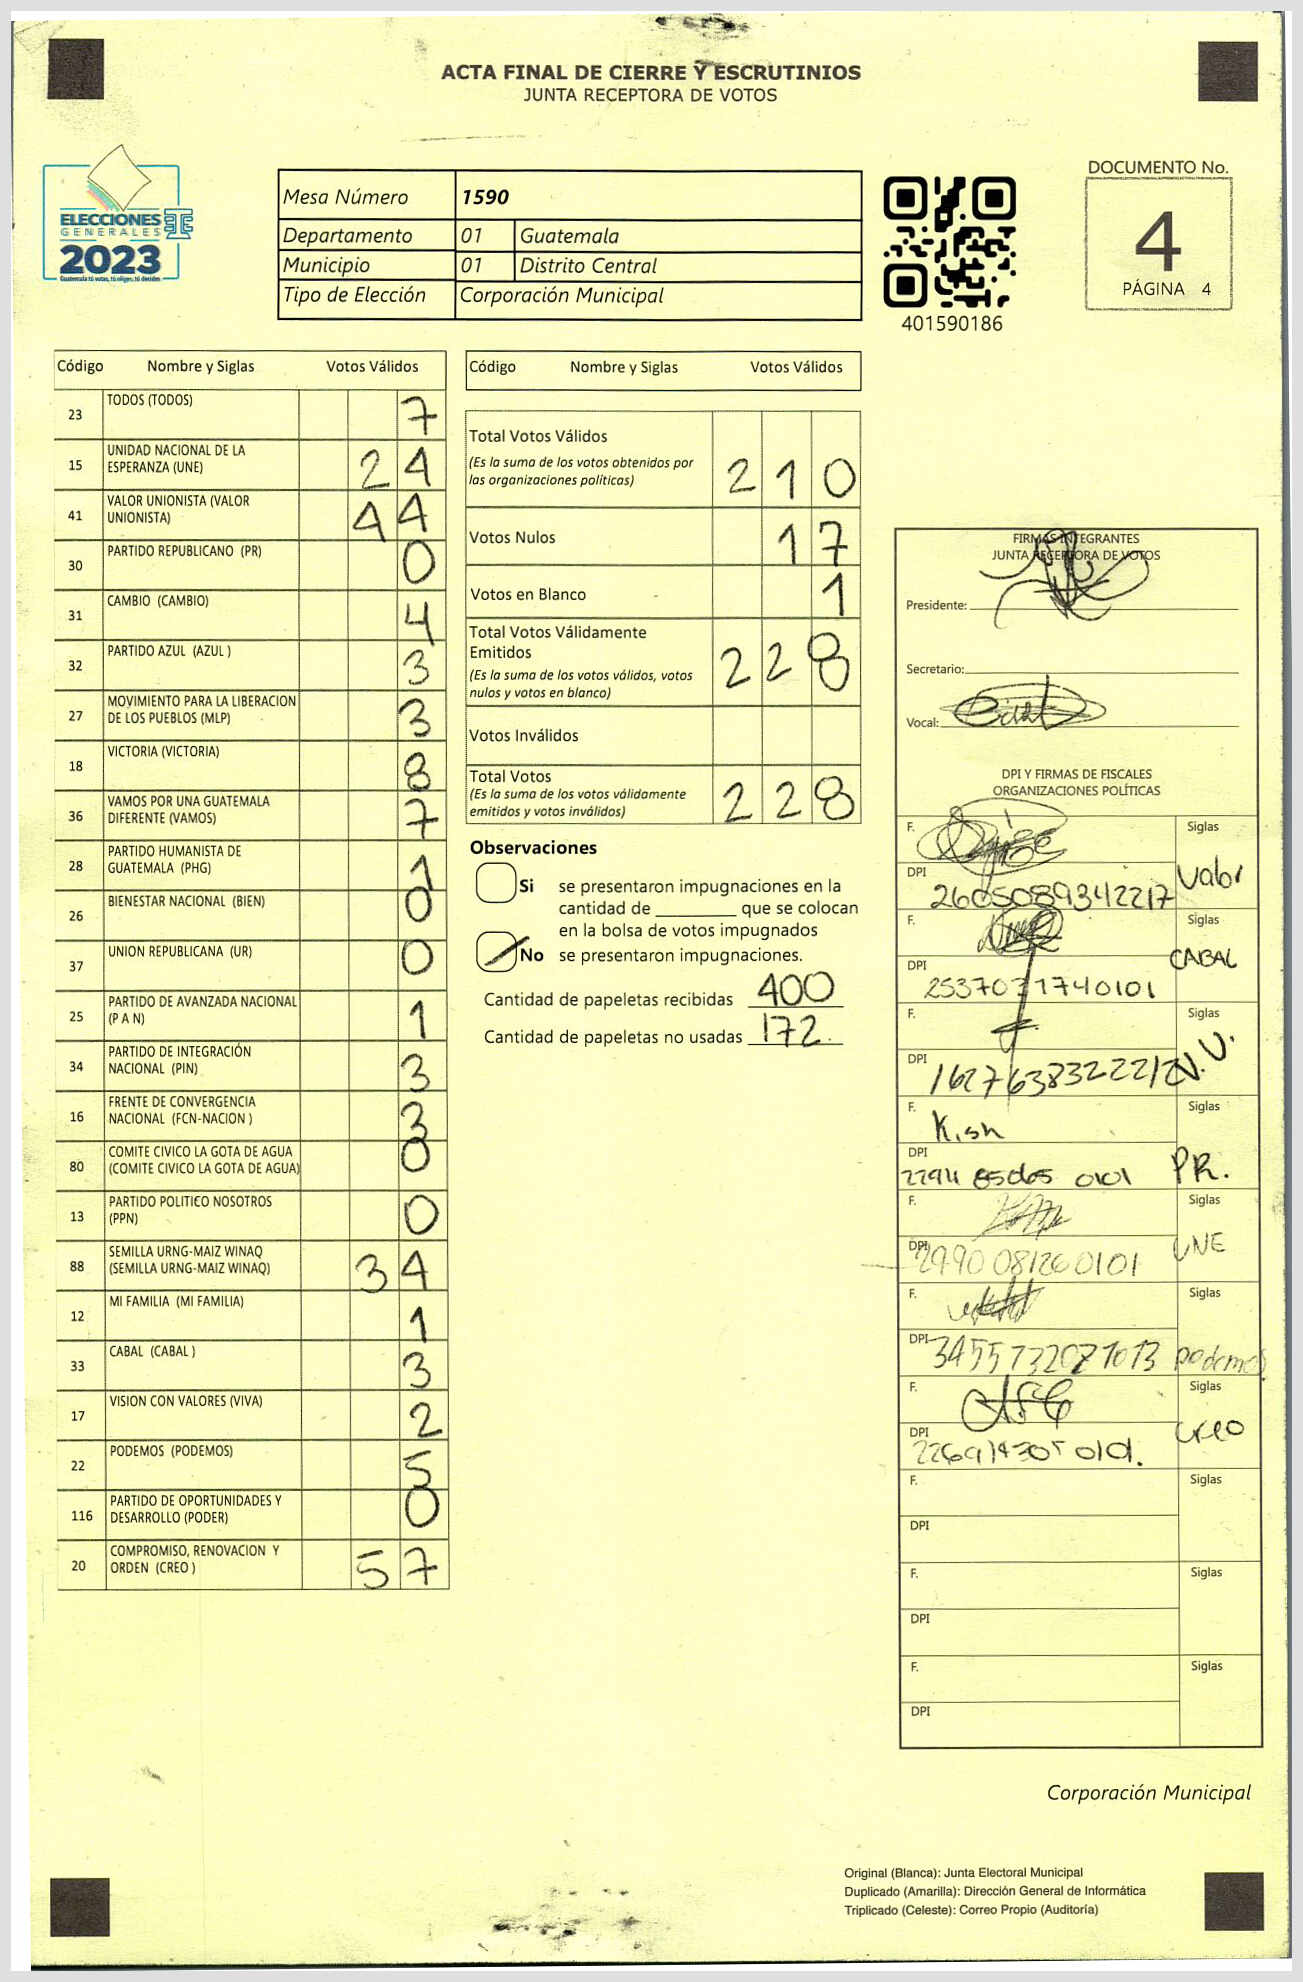 ACTA FINAL DE CIERRE Y ESCRUTINIOS
JUNTA RECEPTORA DE VOTOS
ELECCIONES
GENERALES
2023
Guatemala tú votas, tú eliges, tú decides
Mesa Número 1590
Departamento 01 Guatemala
Municipio 01 Distrito Central
Tipo de Elección Corporación Municipal
401590186
DOCUMENTO No.
4
PÁGINA 4
Código Nombre y Siglas Votos Válidos
23 TODOS (TODOS) 7
15 UNIDAD NACIONAL DE LA ESPERANZA (UNE) 24
41 VALOR UNIONISTA (VALOR UNIONISTA) 44
30 PARTIDO REPUBLICANO (PR) 0
31 CAMBIO (CAMBIO) 4
32 PARTIDO AZUL (AZUL ) 3
27 MOVIMIENTO PARA LA LIBERACION DE LOS PUEBLOS (MLP) 3
18 VICTORIA (VICTORIA) 8
36 VAMOS POR UNA GUATEMALA DIFERENTE (VAMOS) 7
28 PARTIDO HUMANISTA DE GUATEMALA (PHG) 1
26 BIENESTAR NACIONAL (BIEN) 0
37 UNION REPUBLICANA (UR) 0
25 PARTIDO DE AVANZADA NACIONAL (P A N) 1
34 PARTIDO DE INTEGRACIÓN NACIONAL (PIN) 3
16 FRENTE DE CONVERGENCIA NACIONAL (FCN-NACION ) 3
80 COMITE CIVICO LA GOTA DE AGUA (COMITE CIVICO LA GOTA DE AGUA) 0
13 PARTIDO POLITICO NOSOTROS (PPN) 0
88 SEMILLA URNG-MAIZ WINAQ (SEMILLA URNG-MAIZ WINAQ) 34
12 MI FAMILIA (MI FAMILIA) 1
33 CABAL (CABAL ) 3
17 VISION CON VALORES (VIVA) 2
22 PODEMOS (PODEMOS) 5
116 PARTIDO DE OPORTUNIDADES Y DESARROLLO (PODER) 0
20 COMPROMISO, RENOVACION Y ORDEN (CREO ) 57
Código Nombre y Siglas Votos Válidos
Total Votos Válidos 210
(Es la suma de los votos obtenidos por
las organizaciones políticas)
Votos Nulos 17
Votos en Blanco 1
Total Votos Válidamente
Emitidos 228
(Es la suma de los votos válidos, votos
nulos y votos en blanco)
Votos Inválidos
Total Votos 228
(Es la suma de los votos válidamente
emitidos y votos inválidos)
Observaciones
Si se presentaron impugnaciones en la
cantidad de ________ que se colocan
en la bolsa de votos impugnados
No se presentaron impugnaciones.
Cantidad de papeletas recibidas 400
Cantidad de papeletas no usadas 172
FIRMAS INTEGRANTES
JUNTA RECEPTORA DE VOTOS
Presidente:
Secretario:
Vocal:
DPI Y FIRMAS DE FISCALES
ORGANIZACIONES POLÍTICAS
F. Siglas
DPI 2605089342217 Valor
F. Siglas
DPI 2537031740101 CABAL
F. Siglas
DPI V.U.
F. Kish Siglas
DPI PR.
F. Siglas
DPI 2990081260101 UNE
F. Siglas
DPI 3455732071013 podemos
F. Siglas
DPI creo
F. Siglas
DPI
F. Siglas
DPI
F. Siglas
DPI
Corporación Municipal
Original (Blanca): Junta Electoral Municipal
Duplicado (Amarilla): Dirección General de Informática
Triplicado (Celeste): Correo Propio (Auditoría)